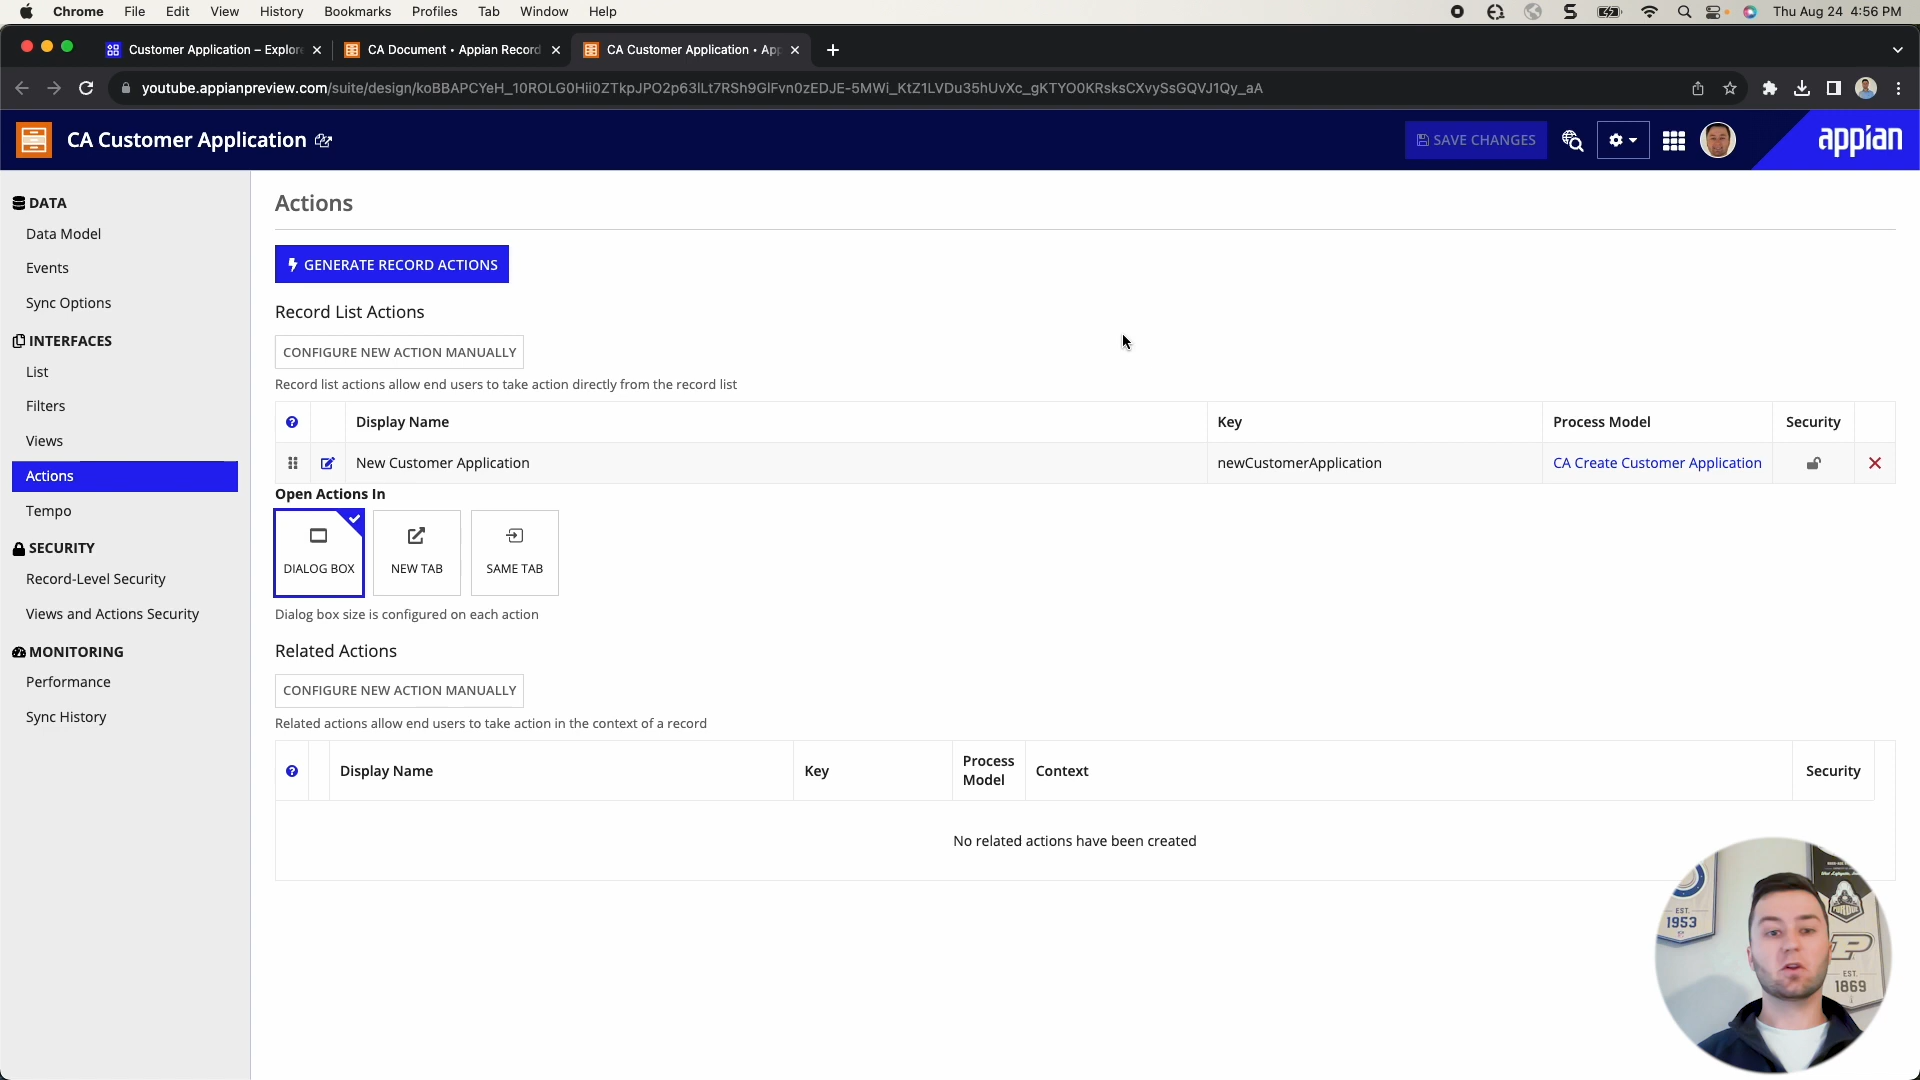 Chrome File Edit View History Bookmarks Profiles Tab Window Help Thu Aug 24 4:56 PM
Customer Application – Explore
CA Document • Appian Record
CA Customer Application • App
youtube.appianpreview.com/suite/design/koBBAPCYeH_10ROLG0Hii0ZTkpJPO2p63lLt7RSh9GlFvn0zEDJE-5MWi_KtZ1LVDu35hUvXc_gKTYO0KRsksCXvySsGQVJ1Qy_aA
CA Customer Application
SAVE CHANGES
appian
DATA
Data Model
Events
Sync Options
INTERFACES
List
Filters
Views
Actions
Tempo
SECURITY
Record-Level Security
Views and Actions Security
MONITORING
Performance
Sync History
Actions
GENERATE RECORD ACTIONS
Record List Actions
CONFIGURE NEW ACTION MANUALLY
Record list actions allow end users to take action directly from the record list
Display Name Key Process Model Security
New Customer Application newCustomerApplication CA Create Customer Application
Open Actions In
DIALOG BOX NEW TAB SAME TAB
Dialog box size is configured on each action
Related Actions
CONFIGURE NEW ACTION MANUALLY
Related actions allow end users to take action in the context of a record
Display Name Key Process Model Context Security
No related actions have been created
EST.
1953
P
EST.
1869